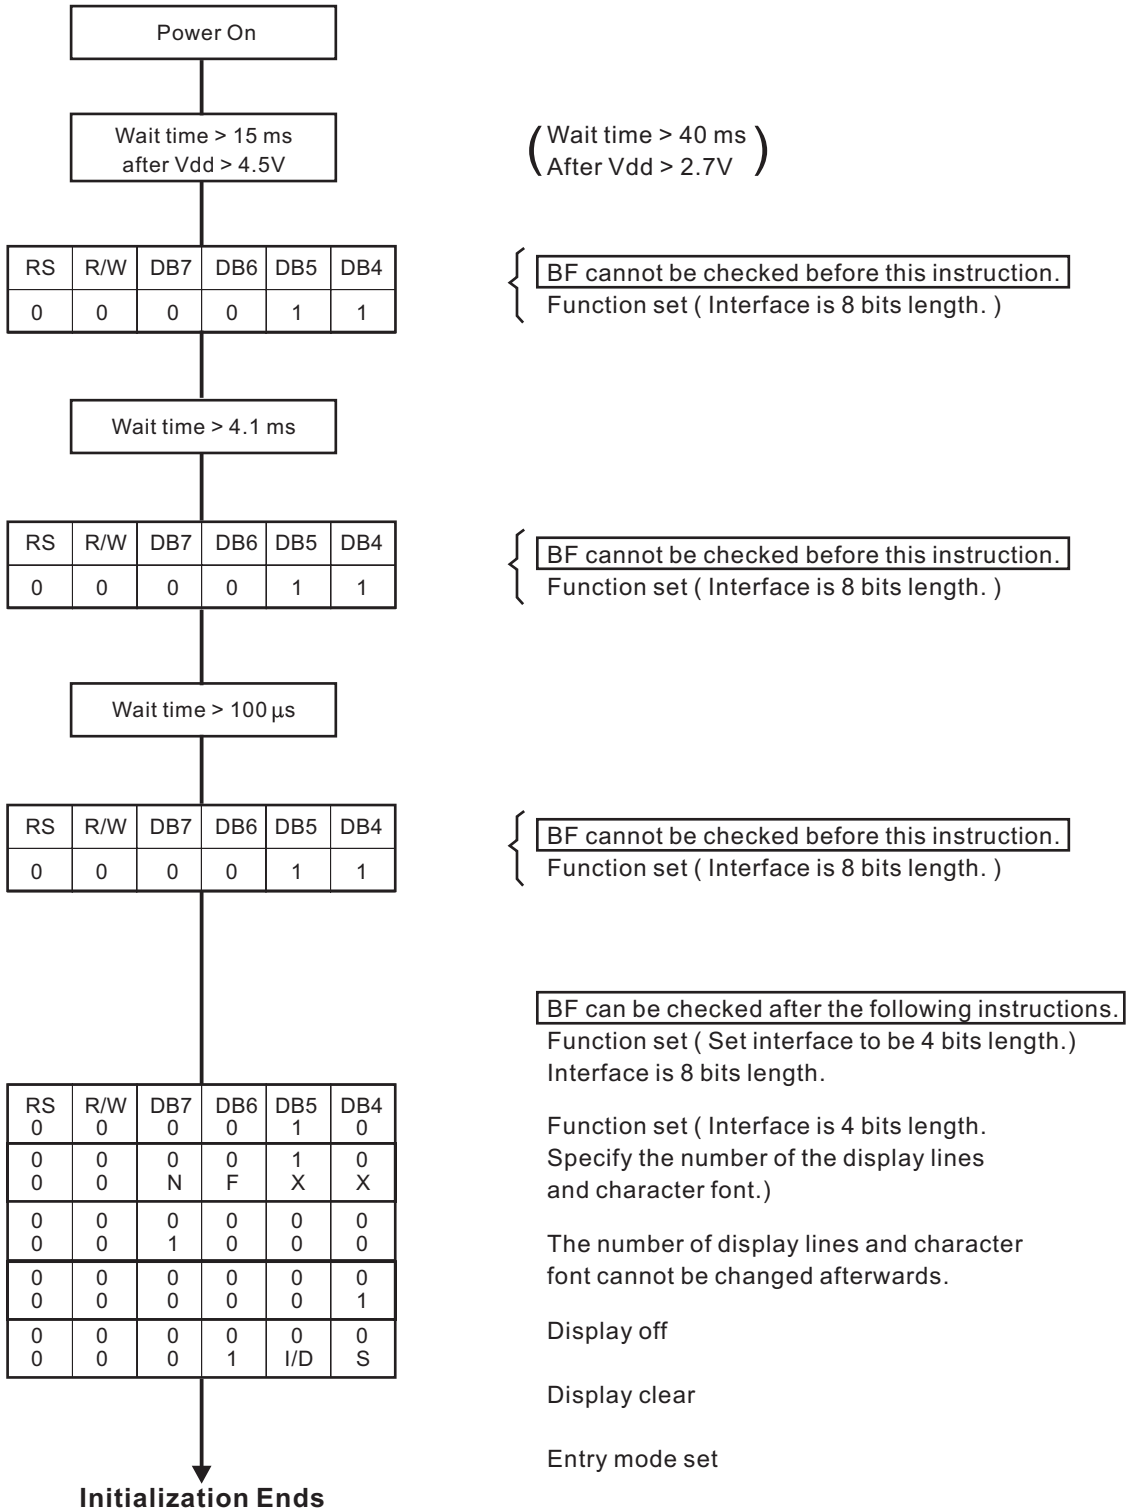 Power On
Wait time > 15 ms
after Vdd > 4.5V
(Wait time > 40 ms
After Vdd > 2.7V)
RS R/W DB7 DB6 DB5 DB4
0 0 0 0 1 1
BF cannot be checked before this instruction.
Function set ( Interface is 8 bits length. )
Wait time > 4.1 ms
RS R/W DB7 DB6 DB5 DB4
0 0 0 0 1 1
BF cannot be checked before this instruction.
Function set ( Interface is 8 bits length. )
Wait time > 100 µs
RS R/W DB7 DB6 DB5 DB4
0 0 0 0 1 1
BF cannot be checked before this instruction.
Function set ( Interface is 8 bits length. )
RS R/W DB7 DB6 DB5 DB4
0 0 0 0 1 0
0 0 0 0 1 0
0 0 N F X X
0 0 0 0 0 0
0 0 1 0 0 0
0 0 0 0 0 0
0 0 0 0 0 1
0 0 0 0 0 0
0 0 0 1 I/D S
BF can be checked after the following instructions.
Function set ( Set interface to be 4 bits length.)
Interface is 8 bits length.
Function set ( Interface is 4 bits length.
Specify the number of the display lines
and character font.)
The number of display lines and character
font cannot be changed afterwards.
Display off
Display clear
Entry mode set
Initialization Ends